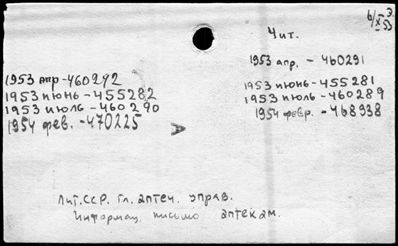 б/Х-53
Чит.
1953 апр. - 460291
1953 июнь - 455281
1953 июль - 460289
1954 февр. - 468938
1953 апр - 460292
1953 июнь - 455282
1953 июль - 460290
1954 фев. - 470225
А
Лит.ССР. Гл. аптеч. управ.
Информац. письмо аптекам.